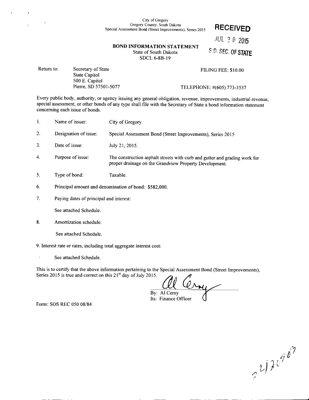 City of Gregory
Gregory County, South Dakota
Special Assessment Bond (Street Improvements), Series 2015
RECEIVED
JUL 30 2015
S.D. SEC. OF STATE
BOND INFORMATION STATEMENT
State of South Dakota
SDCL 6-8B-19
Return to: Secretary of State FILING FEE: $10.00
State Capitol
500 E. Capitol
Pierre, SD 57501-5077 TELEPHONE: #(605) 773-3537
Every public body, authority, or agency issuing any general obligation, revenue, improvements, industrial revenue,
special assessment, or other bonds of any type shall file with the Secretary of State a bond information statement
concerning each issue of bonds.
1. Name of issuer: City of Gregory.
2. Designation of issue: Special Assessment Bond (Street Improvements), Series 2015
3. Date of issue: July 21, 2015.
4. Purpose of issue: The construction asphalt streets with curb and gutter and grading work for
proper drainage on the Grandview Property Development.
5. Type of bond: Taxable.
6. Principal amount and denomination of bond: $582,000.
7. Paying dates of principal and interest:
See attached Schedule.
8. Amortization schedule:
See attached Schedule.
9. Interest rate or rates, including total aggregate interest cost:
See attached Schedule.
This is to certify that the above information pertaining to the Special Assessment Bond (Street Improvements),
Series 2015 is true and correct on this 21st day of July 2015.
Al Cerny
By: Al Cerny
Its: Finance Officer
Form: SOS REC 050 08/84